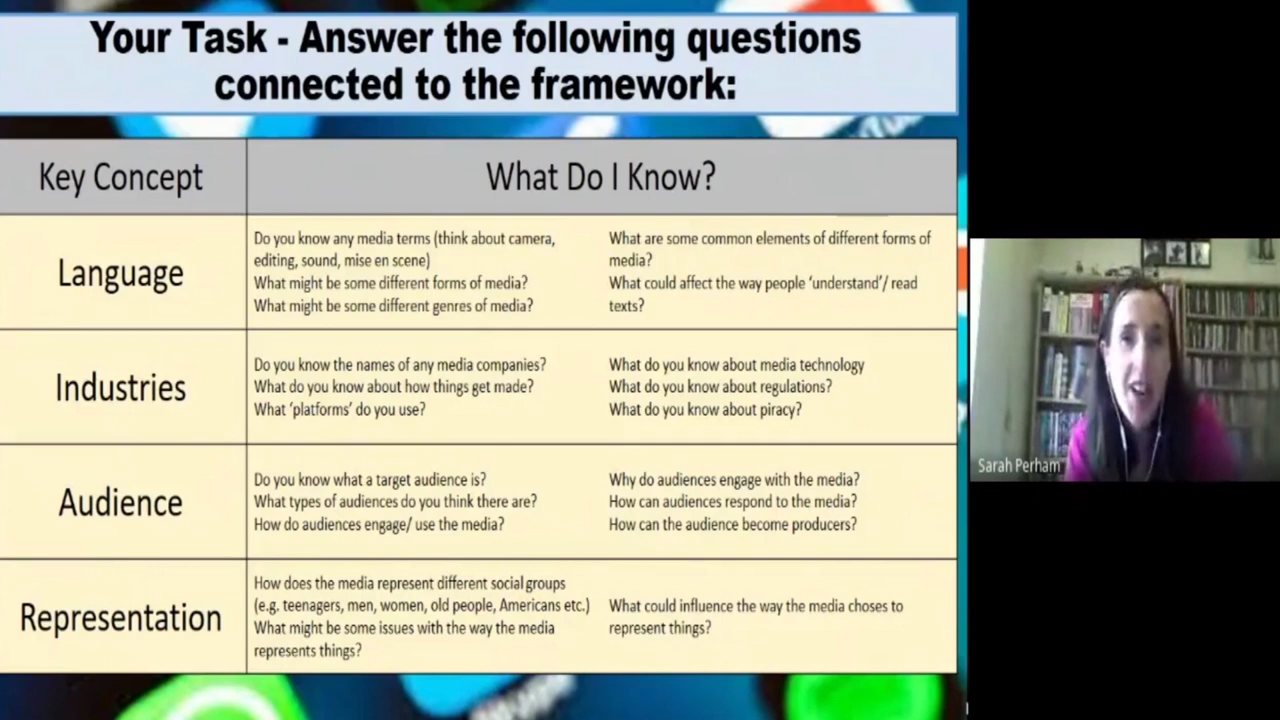 Your Task - Answer the following questions
connected to the framework:
Key Concept
What Do I Know?
Language
Do you know any media terms (think about camera,
editing, sound, mise en scene)
What might be some different forms of media?
What might be some different genres of media?
What are some common elements of different forms of
media?
What could affect the way people ‘understand’/ read
texts?
Industries
Do you know the names of any media companies?
What do you know about how things get made?
What ‘platforms’ do you use?
What do you know about media technology
What do you know about regulations?
What do you know about piracy?
Audience
Do you know what a target audience is?
What types of audiences do you think there are?
How do audiences engage/ use the media?
Why do audiences engage with the media?
How can audiences respond to the media?
How can the audience become producers?
Representation
How does the media represent different social groups
(e.g. teenagers, men, women, old people, Americans etc.)
What might be some issues with the way the media
represents things?
What could influence the way the media choses to
represent things?
Sarah Perham